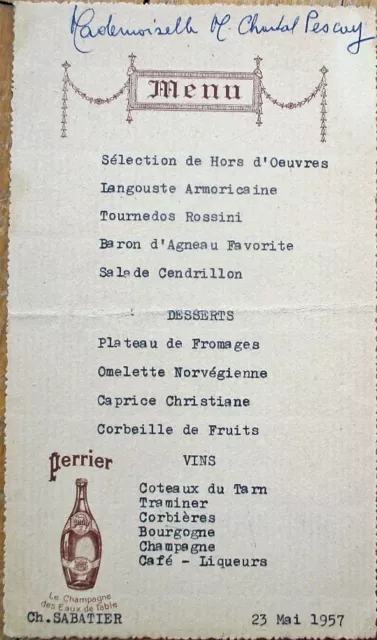 Mademoiselle M. Chantal
Menu
Sélection de Hors d'Oeuvres
Langouste Armoricaine
Tournedos Rossini
Baron d'Agneau Favorite
Salade Cendrillon
DESSERTS
Plateau de Fromages
Omelette Norvégienne
Caprice Christiane
Corbeille de Fruits
VINS
Coteaux du Tarn
Traminer
Corbières
Bourgogne
Champagne
Café - Liqueurs
Perrier
Le Champagne
des Eaux de Table
Ch.SABATIER
23 Mai 1957